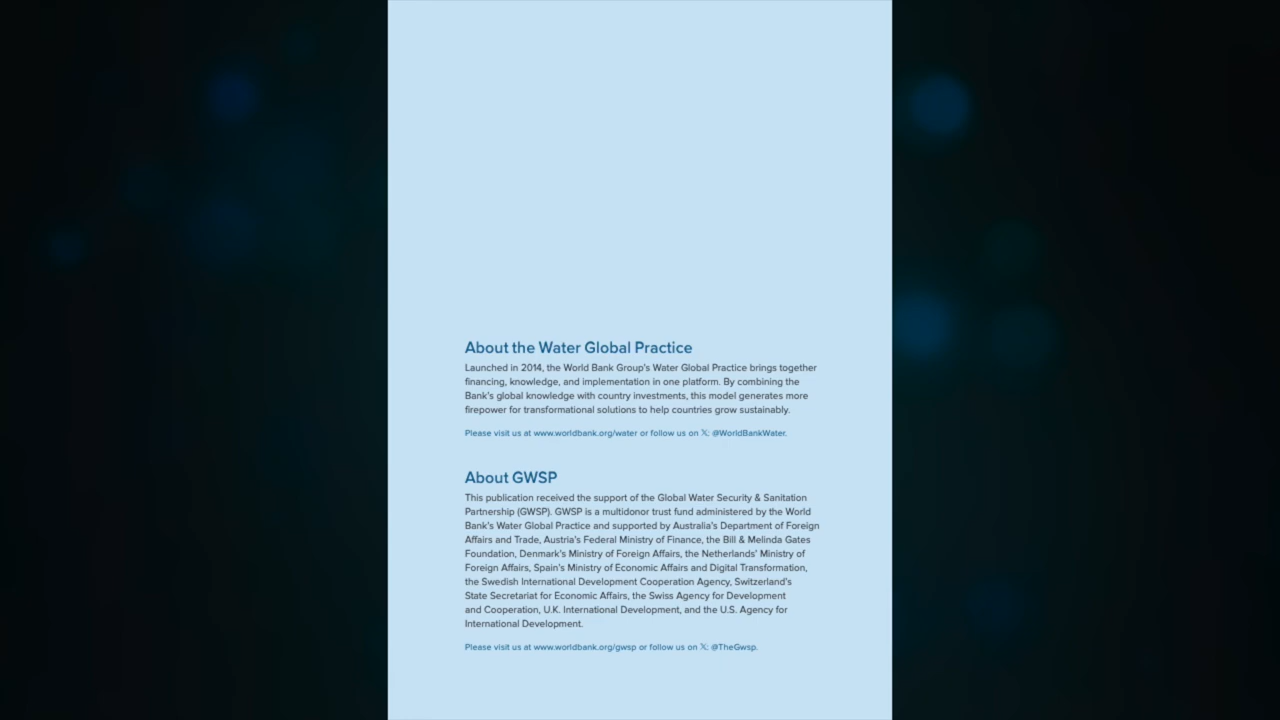 About the Water Global Practice
Launched in 2014, the World Bank Group's Water Global Practice brings together
financing, knowledge, and implementation in one platform. By combining the
Bank's global knowledge with country investments, this model generates more
firepower for transformational solutions to help countries grow sustainably.
Please visit us at www.worldbank.org/water or follow us on 𝕏: @WorldBankWater.
About GWSP
This publication received the support of the Global Water Security & Sanitation
Partnership (GWSP). GWSP is a multidonor trust fund administered by the World
Bank's Water Global Practice and supported by Australia's Department of Foreign
Affairs and Trade, Austria's Federal Ministry of Finance, the Bill & Melinda Gates
Foundation, Denmark's Ministry of Foreign Affairs, the Netherlands' Ministry of
Foreign Affairs, Spain's Ministry of Economic Affairs and Digital Transformation,
the Swedish International Development Cooperation Agency, Switzerland's
State Secretariat for Economic Affairs, the Swiss Agency for Development
and Cooperation, U.K. International Development, and the U.S. Agency for
International Development.
Please visit us at www.worldbank.org/gwsp or follow us on 𝕏: @TheGwsp.